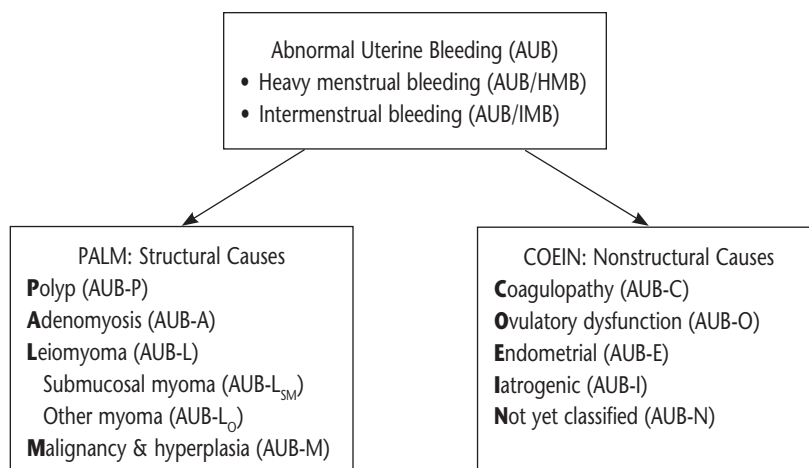 Abnormal Uterine Bleeding (AUB)
• Heavy menstrual bleeding (AUB/HMB)
• Intermenstrual bleeding (AUB/IMB)
PALM: Structural Causes
Polyp (AUB-P)
Adenomyosis (AUB-A)
Leiomyoma (AUB-L)
Submucosal myoma (AUB-LSM)
Other myoma (AUB-LO)
Malignancy & hyperplasia (AUB-M)
COEIN: Nonstructural Causes
Coagulopathy (AUB-C)
Ovulatory dysfunction (AUB-O)
Endometrial (AUB-E)
Iatrogenic (AUB-I)
Not yet classified (AUB-N)